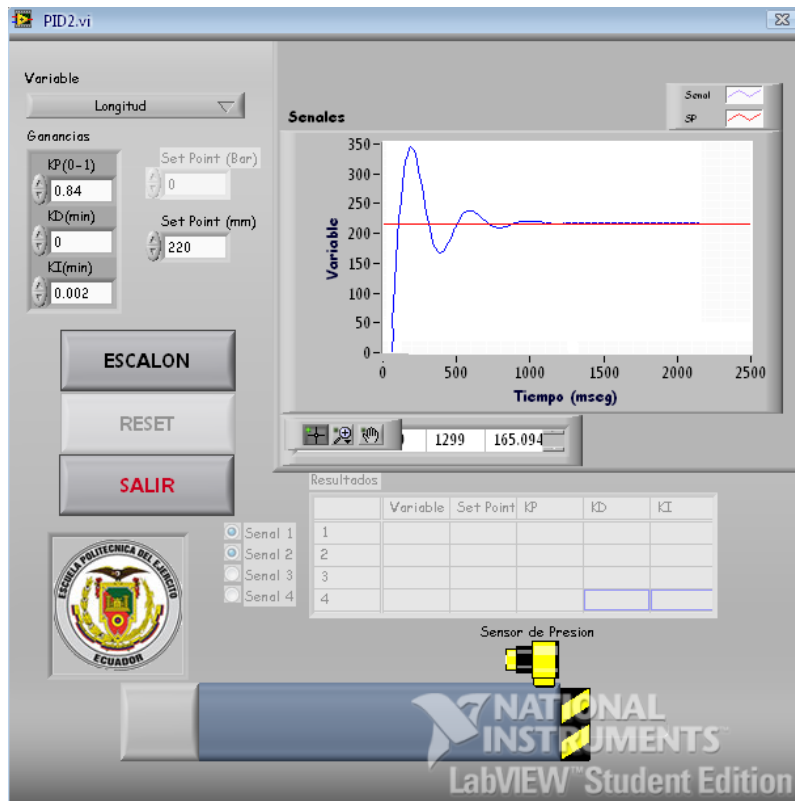 PID2.vi
Variable
Longitud
Ganancias
KP(0-1)
0.84
KD(min)
0
KI(min)
0.002
Set Point (Bar)
0
Set Point (mm)
220
Senales
Senal
SP
Variable
350
300
250
200
150
100
50
0
0 500 1000 1500 2000 2500
Tiempo (mseg)
1299 165.094
ESCALON
RESET
SALIR
Resultados
Variable Set Point KP KD KI
1
2
3
4
Senal 1
Senal 2
Senal 3
Senal 4
ESCUELA POLITECNICA DEL EJERCITO
ECUADOR
Sensor de Presion
NATIONAL
INSTRUMENTS
LabVIEW™ Student Edition